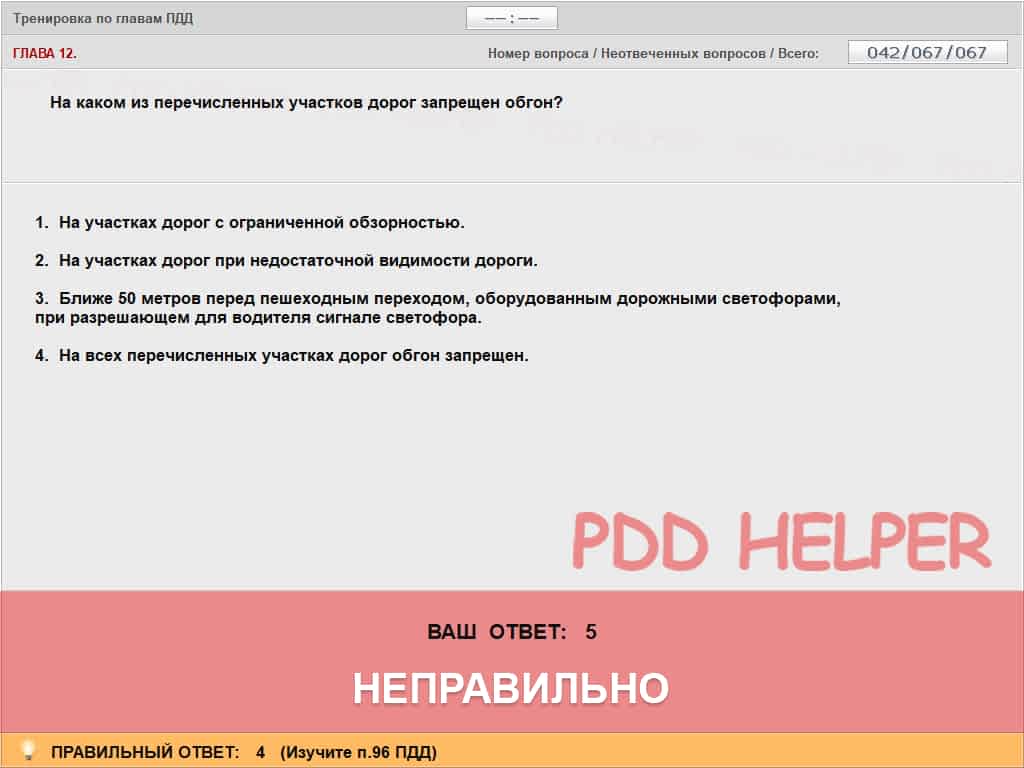 Тренировка по главам ПДД
–– : ––
ГЛАВА 12.
Номер вопроса / Неотвеченных вопросов / Всего:
042/067/067
На каком из перечисленных участков дорог запрещен обгон?
1. На участках дорог с ограниченной обзорностью.
2. На участках дорог при недостаточной видимости дороги.
3. Ближе 50 метров перед пешеходным переходом, оборудованным дорожными светофорами,
при разрешающем для водителя сигнале светофора.
4. На всех перечисленных участках дорог обгон запрещен.
PDD HELPER
ВАШ ОТВЕТ: 5
НЕПРАВИЛЬНО
ПРАВИЛЬНЫЙ ОТВЕТ: 4 (Изучите п.96 ПДД)